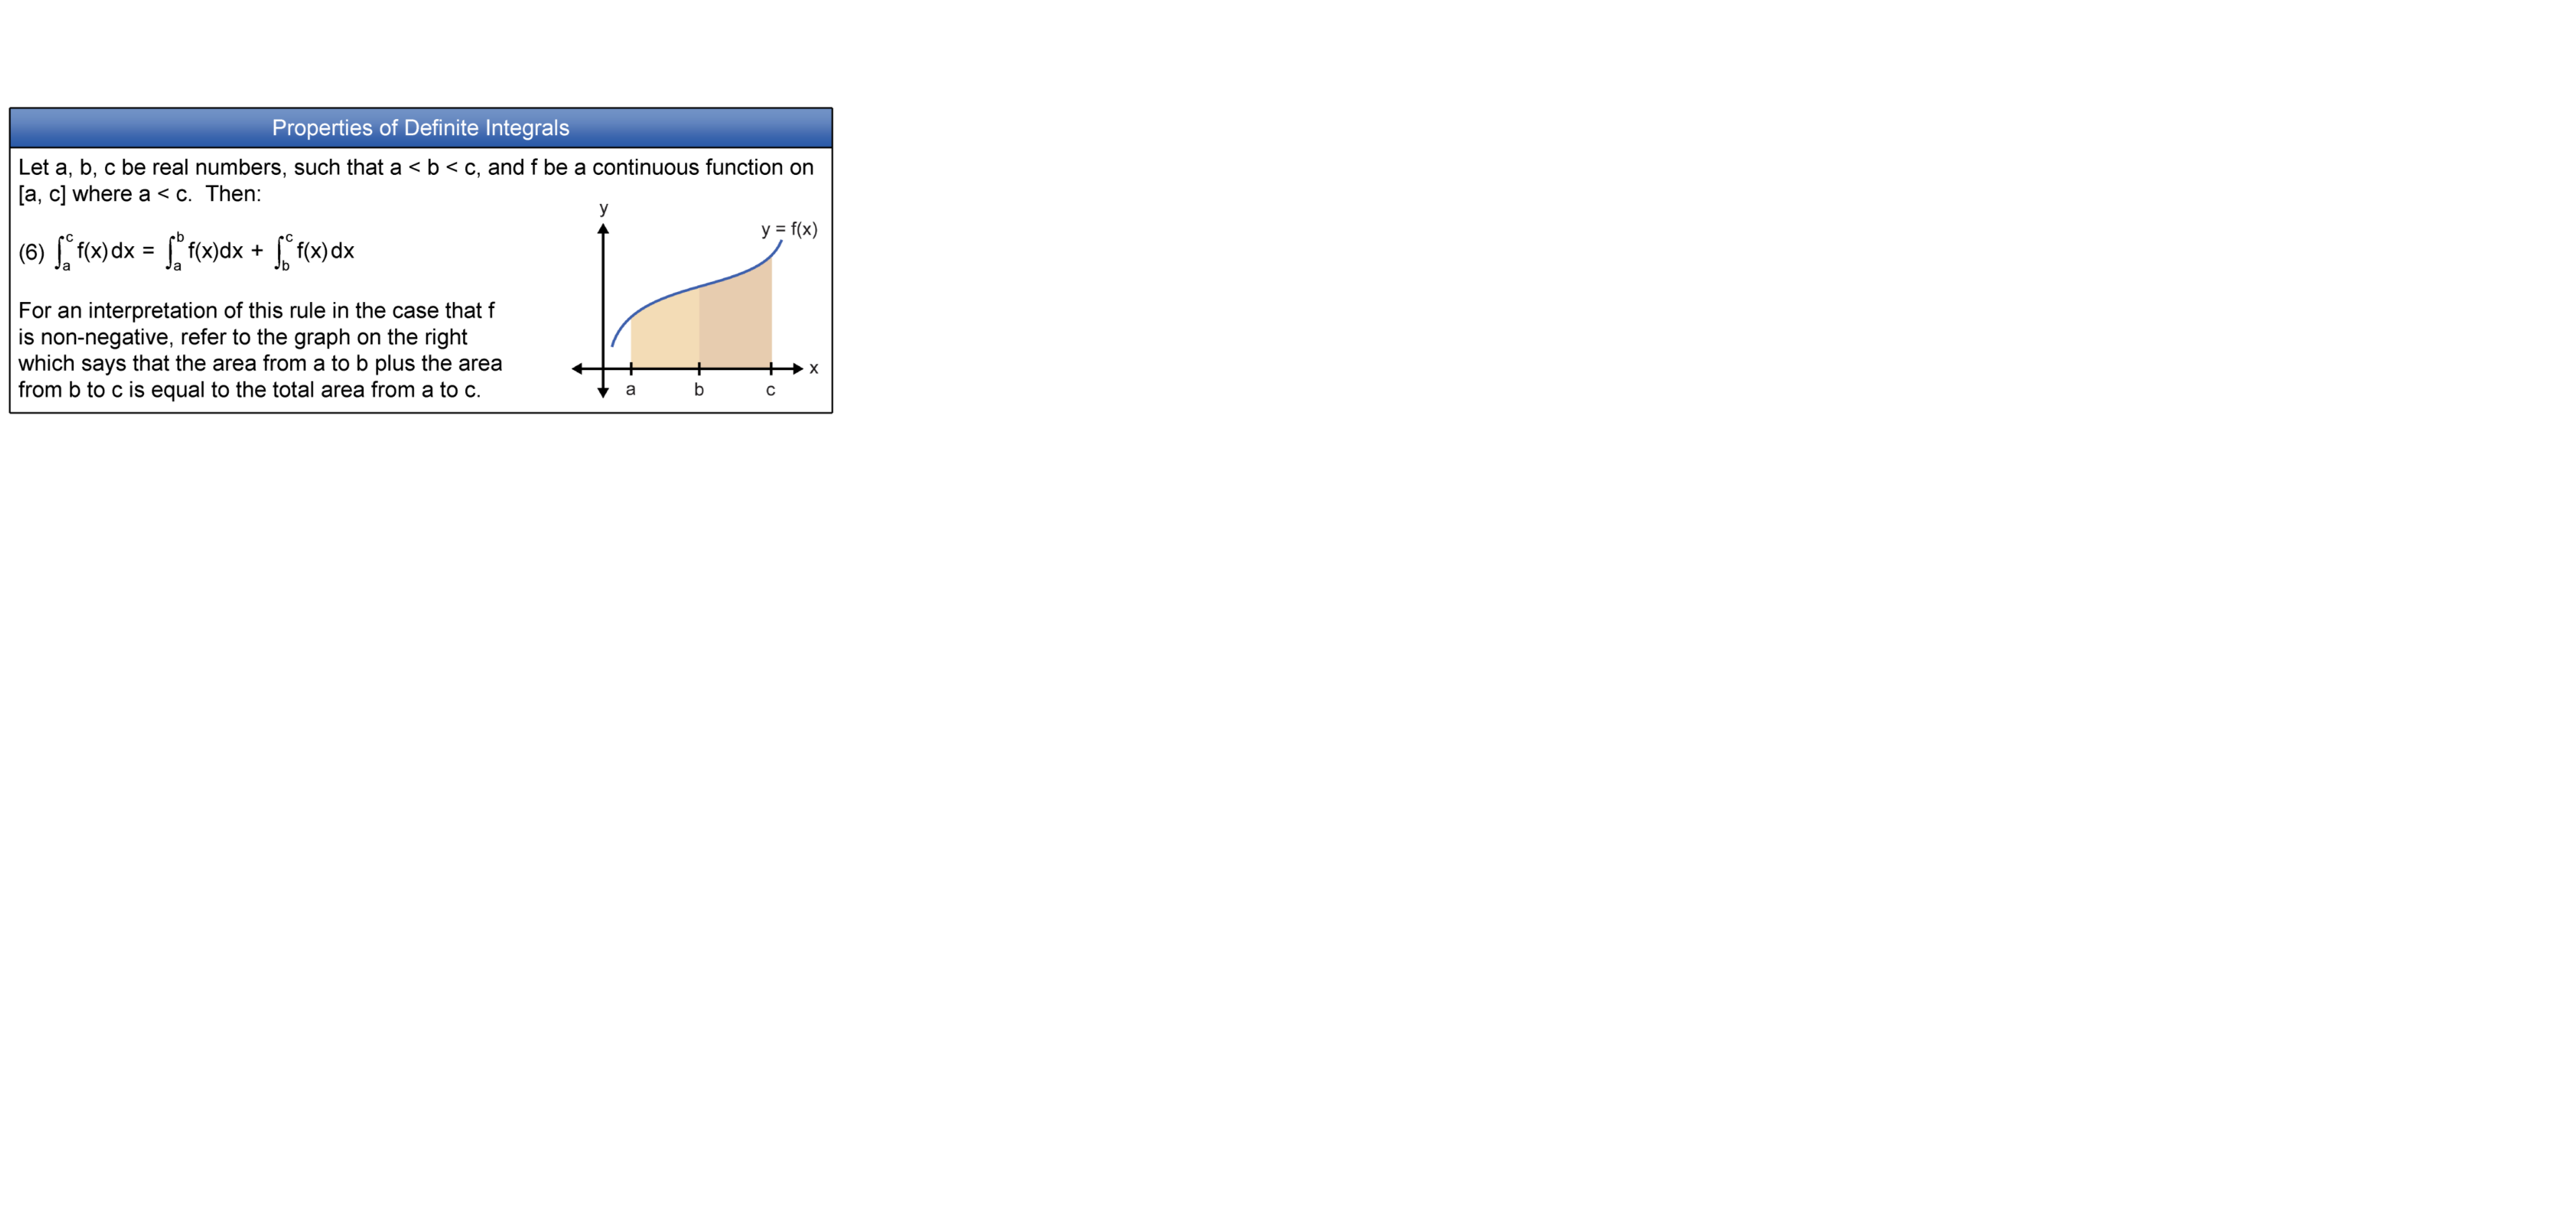 Properties of Definite Integrals
Let a, b, c be real numbers, such that a < b < c, and f be a continuous function on
[a, c] where a < c. Then:
(6) ∫_a^c f(x) dx = ∫_a^b f(x)dx + ∫_b^c f(x) dx
For an interpretation of this rule in the case that f
is non-negative, refer to the graph on the right
which says that the area from a to b plus the area
from b to c is equal to the total area from a to c.
y
y = f(x)
x
a b c